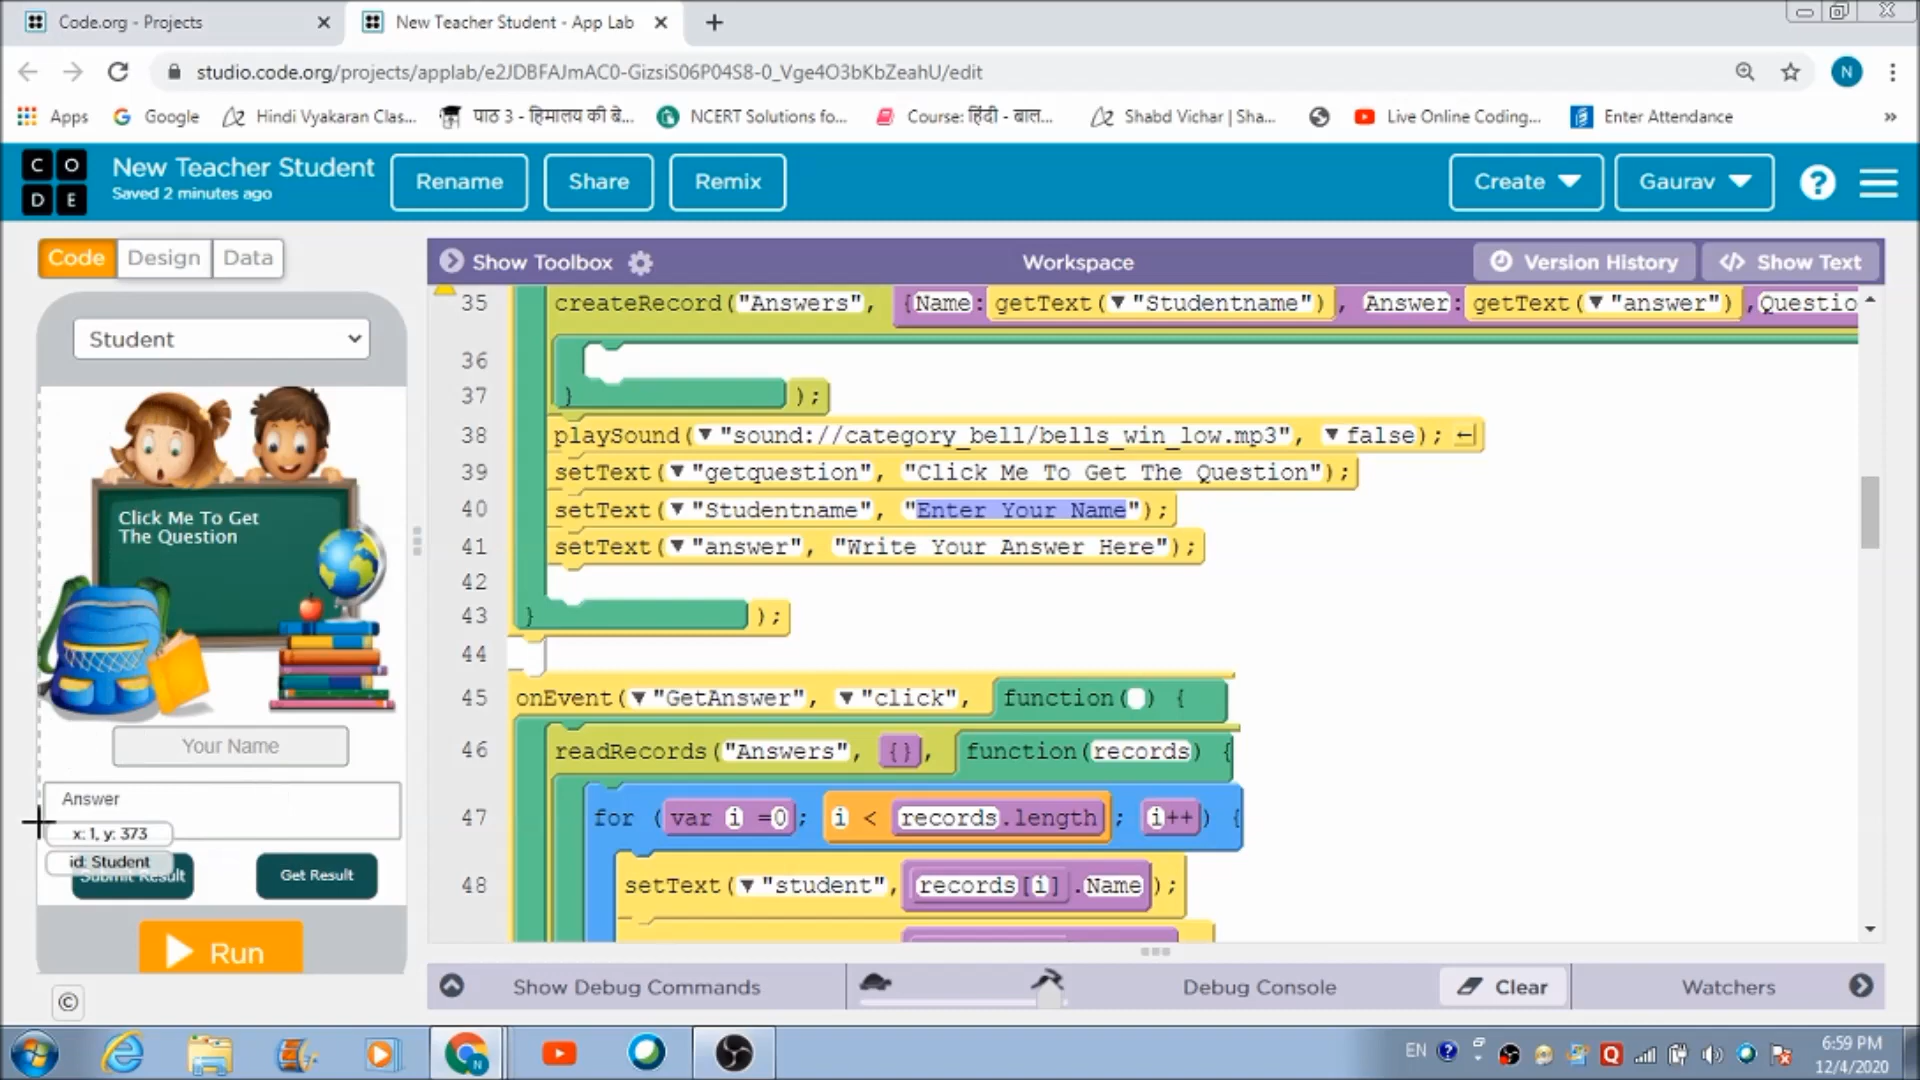 Code.org - Projects
New Teacher Student - App Lab
studio.code.org/projects/applab/e2JDBFAJmAC0-GizsiS06P04S8-0_Vge4O3bKbZeahU/edit
N
Apps
Google
Hindi Vyakaran Clas...
पाठ 3 - हिमालय की बे...
NCERT Solutions fo...
Course: हिंदी - बाल...
Shabd Vichar | Sha...
Live Online Coding...
Enter Attendance
»
C O
D E
New Teacher Student
Saved 2 minutes ago
Rename
Share
Remix
Create
Gaurav
?
Code
Design
Data
Show Toolbox
Workspace
Version History
</> Show Text
Student
Click Me To Get
The Question
Your Name
Answer
x: 1, y: 373
id: Student
Submit Result
Get Result
Run
©
35 createRecord("Answers", {Name:getText("Studentname"), Answer:getText("answer"),Questio
36
37 } );
38 playSound("sound://category_bell/bells_win_low.mp3", false);
39 setText("getquestion", "Click Me To Get The Question");
40 setText("Studentname", "Enter Your Name");
41 setText("answer", "Write Your Answer Here");
42
43 } );
44
45 onEvent("GetAnswer", "click", function( ) {
46 readRecords("Answers", {}, function(records) {
47 for (var i =0; i < records.length; i++) {
48 setText("student", records[i].Name);
Show Debug Commands
Debug Console
Clear
Watchers
EN
6:59 PM
12/4/2020